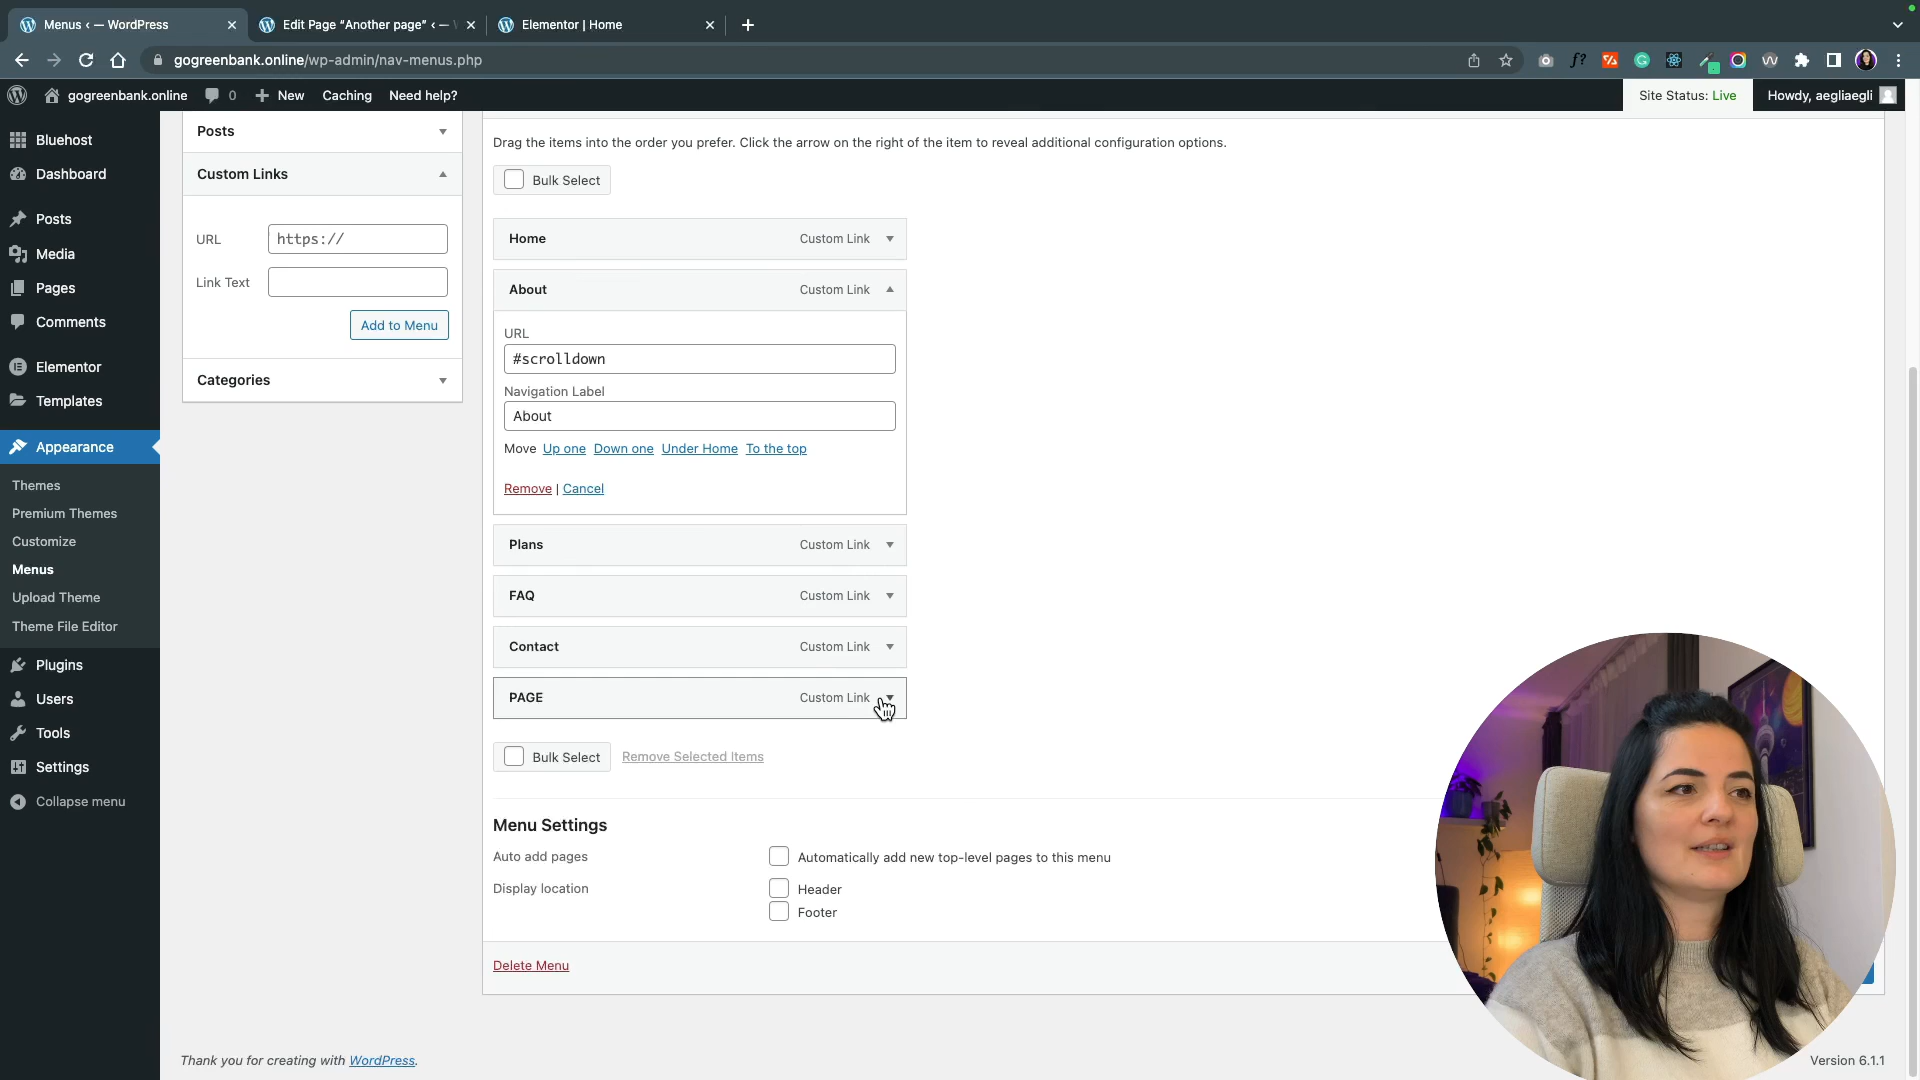 Menus ‹ — WordPress
Edit Page “Another page” ‹ —
Elementor | Home
gogreenbank.online/wp-admin/nav-menus.php
gogreenbank.online
0
New
Caching
Need help?
Site Status: Live
Howdy, aegliaegli
Bluehost
Dashboard
Posts
Media
Pages
Comments
Elementor
Templates
Appearance
Themes
Premium Themes
Customize
Menus
Upload Theme
Theme File Editor
Plugins
Users
Tools
Settings
Collapse menu
Posts
Custom Links
URL
https://
Link Text
Add to Menu
Categories
Drag the items into the order you prefer. Click the arrow on the right of the item to reveal additional configuration options.
Bulk Select
Home Custom Link
About Custom Link
URL
#scrolldown
Navigation Label
About
Move Up one Down one Under Home To the top
Remove | Cancel
Plans Custom Link
FAQ Custom Link
Contact Custom Link
PAGE Custom Link
Bulk Select Remove Selected Items
Menu Settings
Auto add pages Automatically add new top-level pages to this menu
Display location Header
Footer
Delete Menu
Thank you for creating with WordPress.
Version 6.1.1